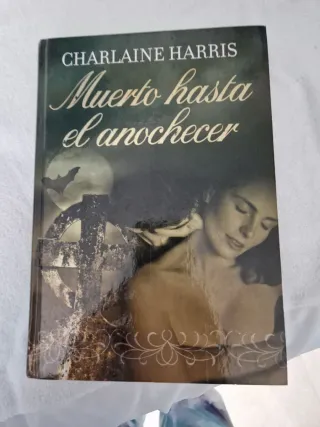 CHARLAINE HARRIS
Muerto hasta
el anochecer